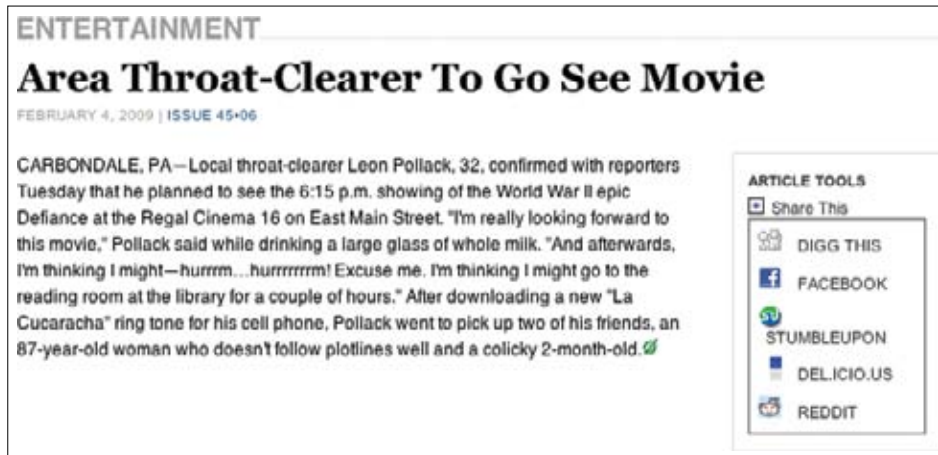 ENTERTAINMENT
Area Throat-Clearer To Go See Movie
FEBRUARY 4, 2009 | ISSUE 45•06
CARBONDALE, PA—Local throat-clearer Leon Pollack, 32, confirmed with reporters
Tuesday that he planned to see the 6:15 p.m. showing of the World War II epic
Defiance at the Regal Cinema 16 on East Main Street. "I'm really looking forward to
this movie," Pollack said while drinking a large glass of whole milk. "And afterwards,
I'm thinking I might—hurrrm…hurrrrrrrm! Excuse me. I'm thinking I might go to the
reading room at the library for a couple of hours." After downloading a new "La
Cucaracha" ring tone for his cell phone, Pollack went to pick up two of his friends, an
87-year-old woman who doesn't follow plotlines well and a colicky 2-month-old.
ARTICLE TOOLS
Share This
DIGG THIS
FACEBOOK
STUMBLEUPON
DEL.ICIO.US
REDDIT